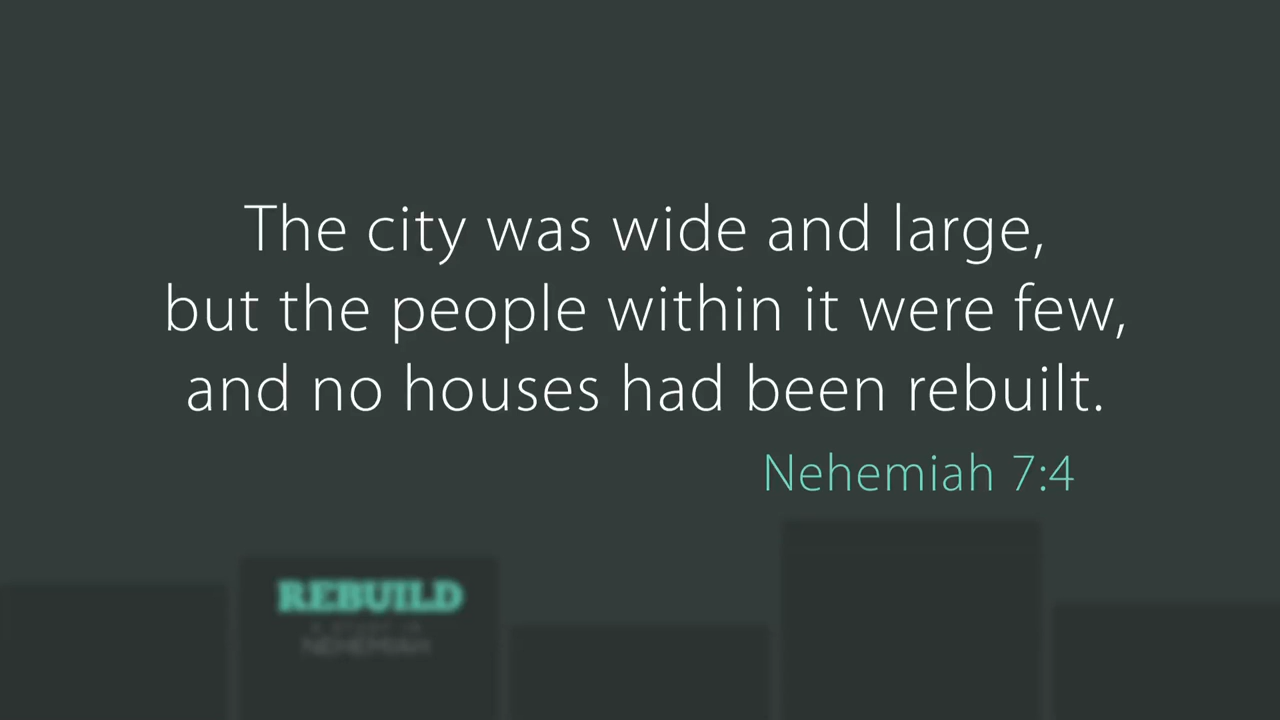 The city was wide and large,
but the people within it were few,
and no houses had been rebuilt.
Nehemiah 7:4
REBUILD
NEHEMIAH